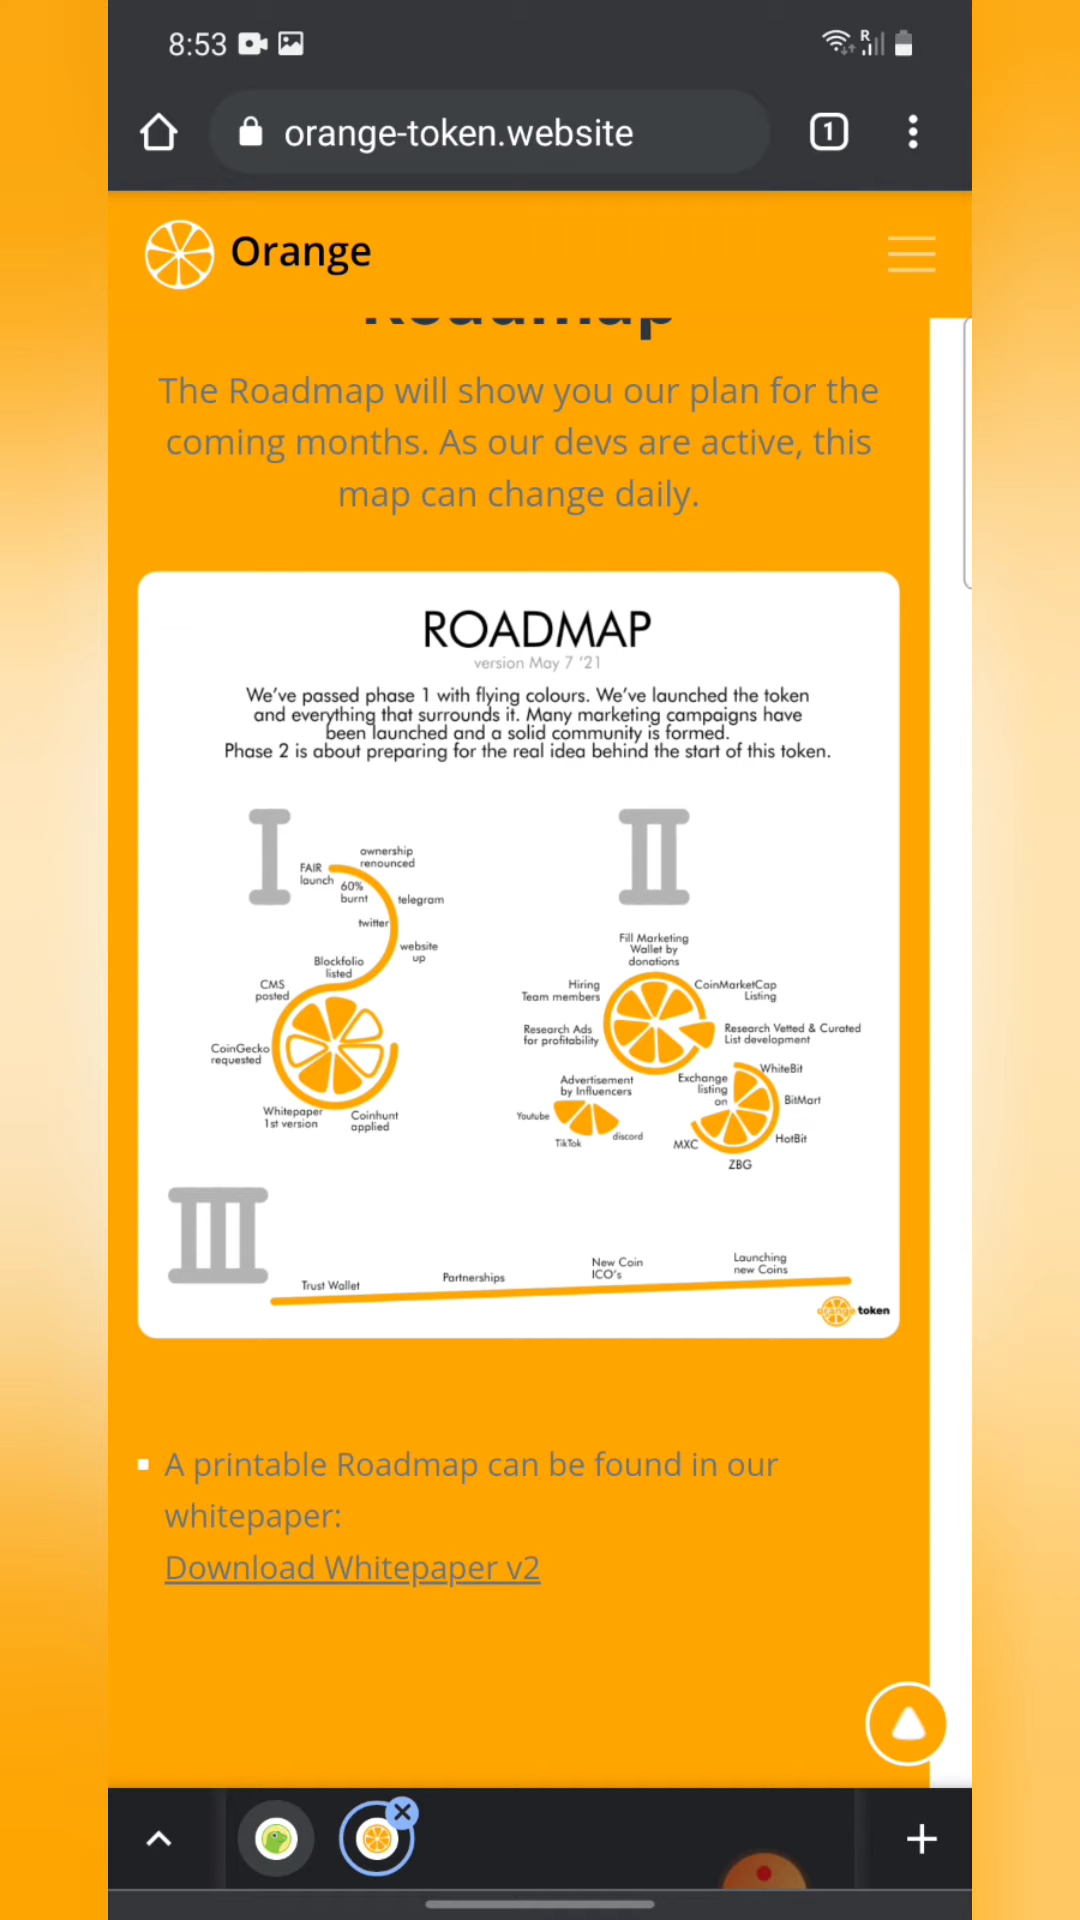 8:53
R
orange-token.website
1
Orange
Roadmap
The Roadmap will show you our plan for the
coming months. As our devs are active, this
map can change daily.
ROADMAP
version May 7 '21
We've passed phase 1 with flying colours. We've launched the token
and everything that surrounds it. Many marketing campaigns have
been launched and a solid community is formed.
Phase 2 is about preparing for the real idea behind the start of this token.
I
FAIR
launch
ownership
renounced
60%
burnt
telegram
twitter
website
up
Blockfolio
listed
CMS
posted
CoinGecko
requested
Whitepaper
1st version
Coinhunt
applied
II
Fill Marketing
Wallet by
donations
Hiring
Team members
CoinMarketCap
Listing
Research Ads
for profitability
Research Vetted & Curated
List development
Advertisement
by Influencers
Youtube
TikTok
discord
Exchange
listing
on
WhiteBit
BitMart
HotBit
MXC
ZBG
III
Trust Wallet
Partnerships
New Coin
ICO's
Launching
new Coins
orange token
A printable Roadmap can be found in our
whitepaper:
Download Whitepaper v2